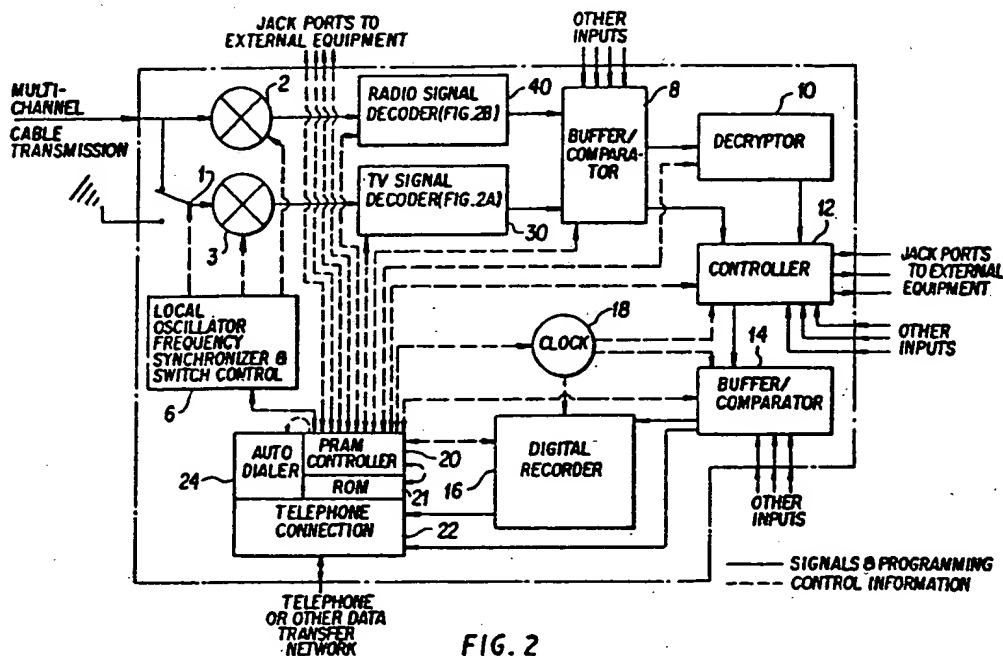 JACK PORTS TO
EXTERNAL EQUIPMENT
OTHER
INPUTS
MULTI-
CHANNEL
CABLE
TRANSMISSION
2
RADIO SIGNAL
DECODER(FIG.2B)
40
8
BUFFER/
COMPARATOR
10
DECRYPTOR
1
3
TV SIGNAL
DECODER(FIG.2A)
30
12
CONTROLLER
JACK PORTS
TO EXTERNAL
EQUIPMENT
OTHER
INPUTS
LOCAL
OSCILLATOR
FREQUENCY
SYNCHRONIZER &
SWITCH CONTROL
6
18
CLOCK
14
BUFFER/
COMPARATOR
OTHER
INPUTS
AUTO
DIALER
24
PRAM
CONTROLLER
20
ROM
21
TELEPHONE
CONNECTION
22
16
DIGITAL
RECORDER
SIGNALS & PROGRAMMING
CONTROL INFORMATION
TELEPHONE
OR OTHER DATA
TRANSFER
NETWORK
FIG. 2